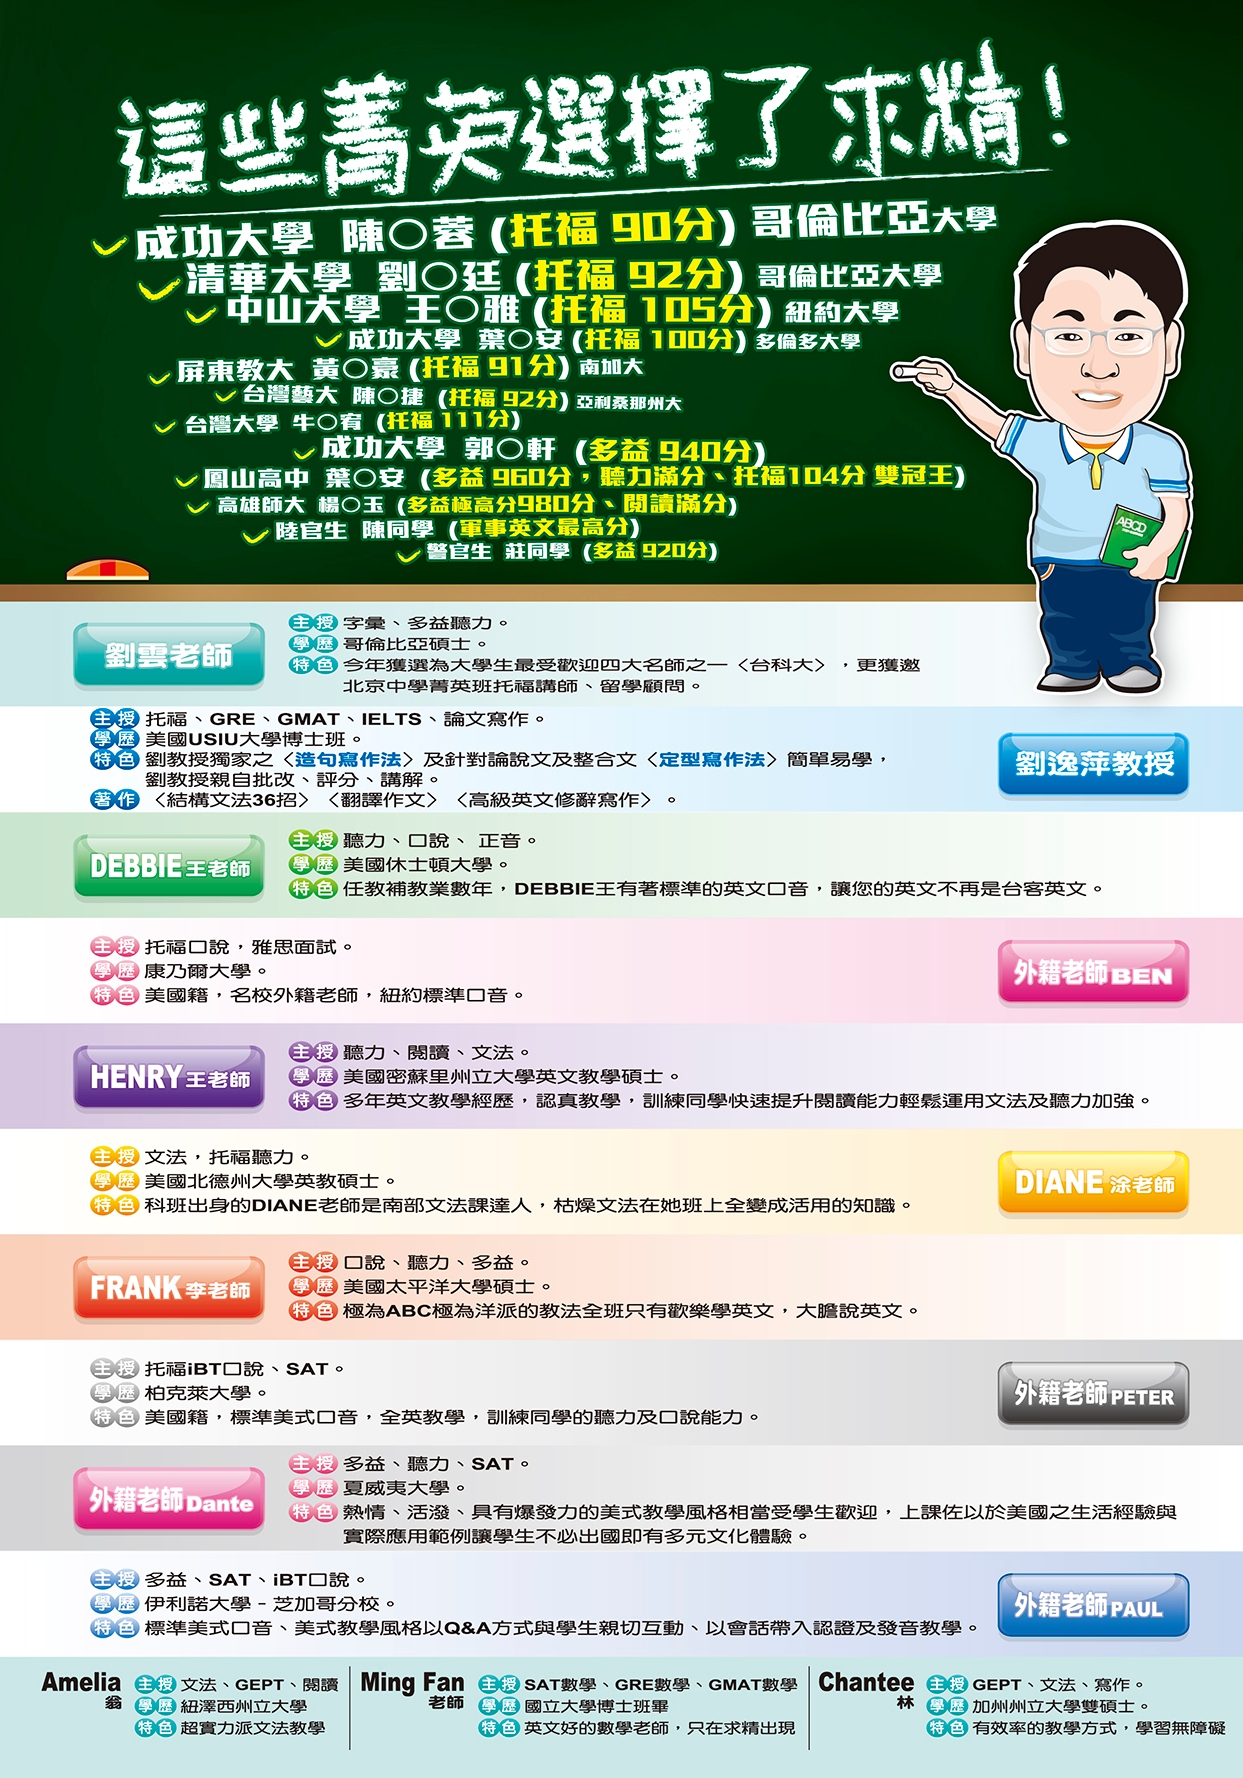 這些菁英選擇了求精！
成功大學 陳○蓉 (托福 90分) 哥倫比亞大學
清華大學 劉○廷 (托福 92分) 哥倫比亞大學
中山大學 王○雅 (托福 105分) 紐約大學
成功大學 葉○安 (托福 100分) 多倫多大學
屏東教大 黃○豪 (托福 91分) 南加大
台灣藝大 陳○捷 (托福 92分) 亞利桑那州大
台灣大學 牛○宥 (托福 111分)
成功大學 郭○軒 (多益 940分)
鳳山高中 葉○安 (多益 960分，聽力滿分、托福104分 雙冠王)
高雄師大 楊○玉 (多益極高分980分、閱讀滿分)
陸官生 陳同學 (軍事英文最高分)
警官生 莊同學 (多益 920分)
ABCD
劉雲老師
主授 字彙、多益聽力。
學歷 哥倫比亞碩士。
特色 今年獲選為大學生最受歡迎四大名師之一〈台科大〉，更獲邀
北京中學菁英班托福講師、留學顧問。
劉逸萍教授
主授 托福、GRE、GMAT、IELTS、論文寫作。
學歷 美國USIU大學博士班。
特色 劉教授獨家之〈造句寫作法〉及針對論說文及整合文〈定型寫作法〉簡單易學，
劉教授親自批改、評分、講解。
著作 〈結構文法36招〉〈翻譯作文〉〈高級英文修辭寫作〉。
DEBBIE 王老師
主授 聽力、口說、 正音。
學歷 美國休士頓大學。
特色 任教補教業數年，DEBBIE王有著標準的英文口音，讓您的英文不再是台客英文。
外籍老師 BEN
主授 托福口說，雅思面試。
學歷 康乃爾大學。
特色 美國籍，名校外籍老師，紐約標準口音。
HENRY 王老師
主授 聽力、閱讀、文法。
學歷 美國密蘇里州立大學英文教學碩士。
特色 多年英文教學經歷，認真教學，訓練同學快速提升閱讀能力輕鬆運用文法及聽力加強。
DIANE 涂老師
主授 文法，托福聽力。
學歷 美國北德州大學英教碩士。
特色 科班出身的DIANE老師是南部文法課達人，枯燥文法在她班上全變成活用的知識。
FRANK 李老師
主授 口說、聽力、多益。
學歷 美國太平洋大學碩士。
特色 極為ABC極為洋派的教法全班只有歡樂學英文，大膽說英文。
外籍老師 PETER
主授 托福iBT口說、SAT。
學歷 柏克萊大學。
特色 美國籍，標準美式口音，全英教學，訓練同學的聽力及口說能力。
外籍老師 Dante
主授 多益、聽力、SAT。
學歷 夏威夷大學。
特色 熱情、活潑、具有爆發力的美式教學風格相當受學生歡迎，上課佐以於美國之生活經驗與
實際應用範例讓學生不必出國即有多元文化體驗。
外籍老師 PAUL
主授 多益、SAT、iBT口說。
學歷 伊利諾大學－芝加哥分校。
特色 標準美式口音、美式教學風格以Q&A方式與學生親切互動、以會話帶入認證及發音教學。
Amelia 翁
主授 文法、GEPT、閱讀
學歷 紐澤西州立大學
特色 超實力派文法教學
Ming Fan 老師
主授 SAT數學、GRE數學、GMAT數學
學歷 國立大學博士班畢
特色 英文好的數學老師，只在求精出現
Chantee 林
主授 GEPT、文法、寫作。
學歷 加州州立大學雙碩士。
特色 有效率的教學方式，學習無障礙